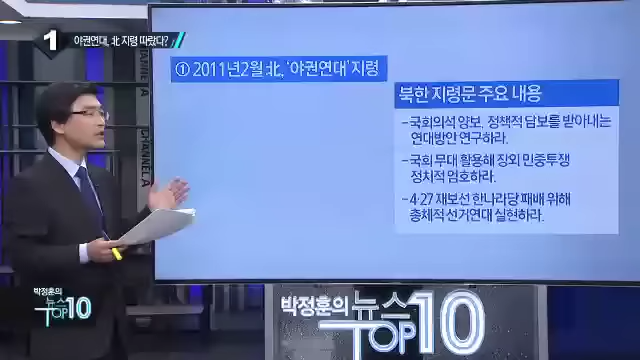 1 야권연대, 北 지령 따랐다?
① 2011년2월 北, '야권연대' 지령
북한 지령문 주요 내용
-국회의석 양보, 정책적 담보를 받아내는
연대방안 연구하라.
-국회 무대 활용해 장외 민중투쟁
정치적 엄호하라.
-4·27 재보선 한나라당 패배 위해
총체적 선거연대 실현하라.
CHANNEL A
CHANNEL A
박정훈의
뉴스
TOP10
박정훈의 뉴스
TOP10